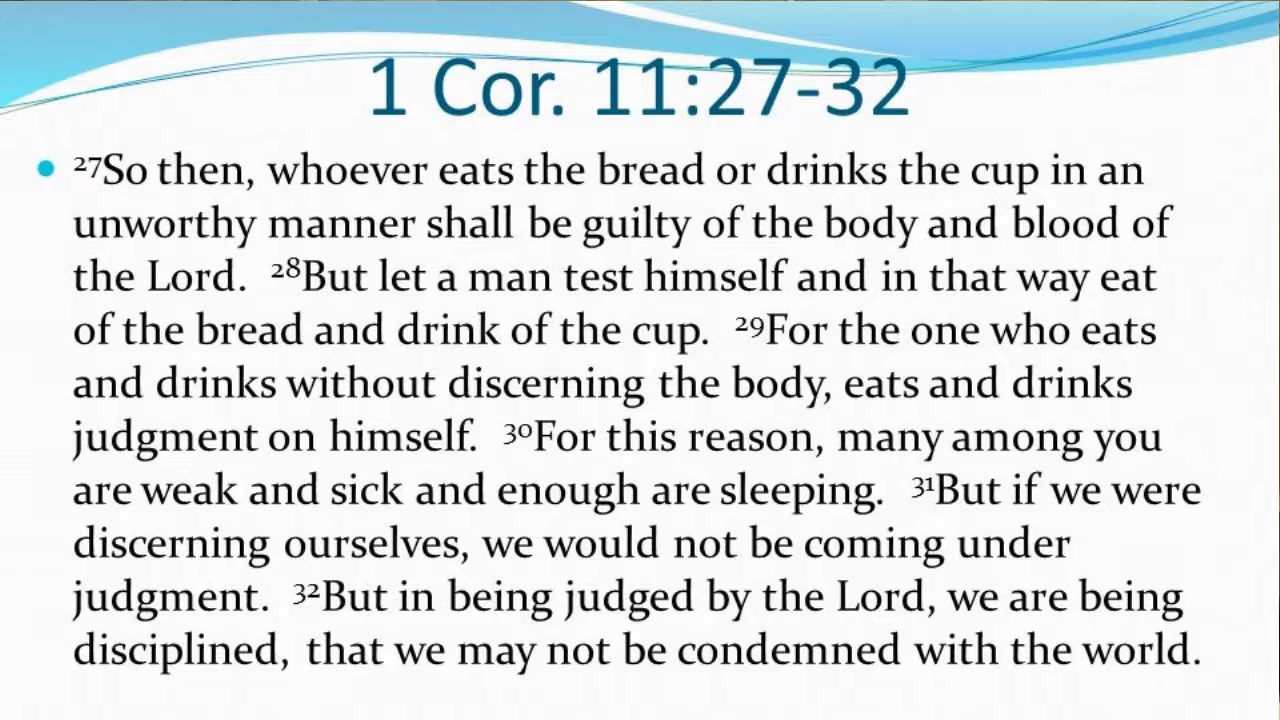 1 Cor. 11:27-32
• ²⁷So then, whoever eats the bread or drinks the cup in an
unworthy manner shall be guilty of the body and blood of
the Lord. ²⁸But let a man test himself and in that way eat
of the bread and drink of the cup. ²⁹For the one who eats
and drinks without discerning the body, eats and drinks
judgment on himself. ³⁰For this reason, many among you
are weak and sick and enough are sleeping. ³¹But if we were
discerning ourselves, we would not be coming under
judgment. ³²But in being judged by the Lord, we are being
disciplined, that we may not be condemned with the world.